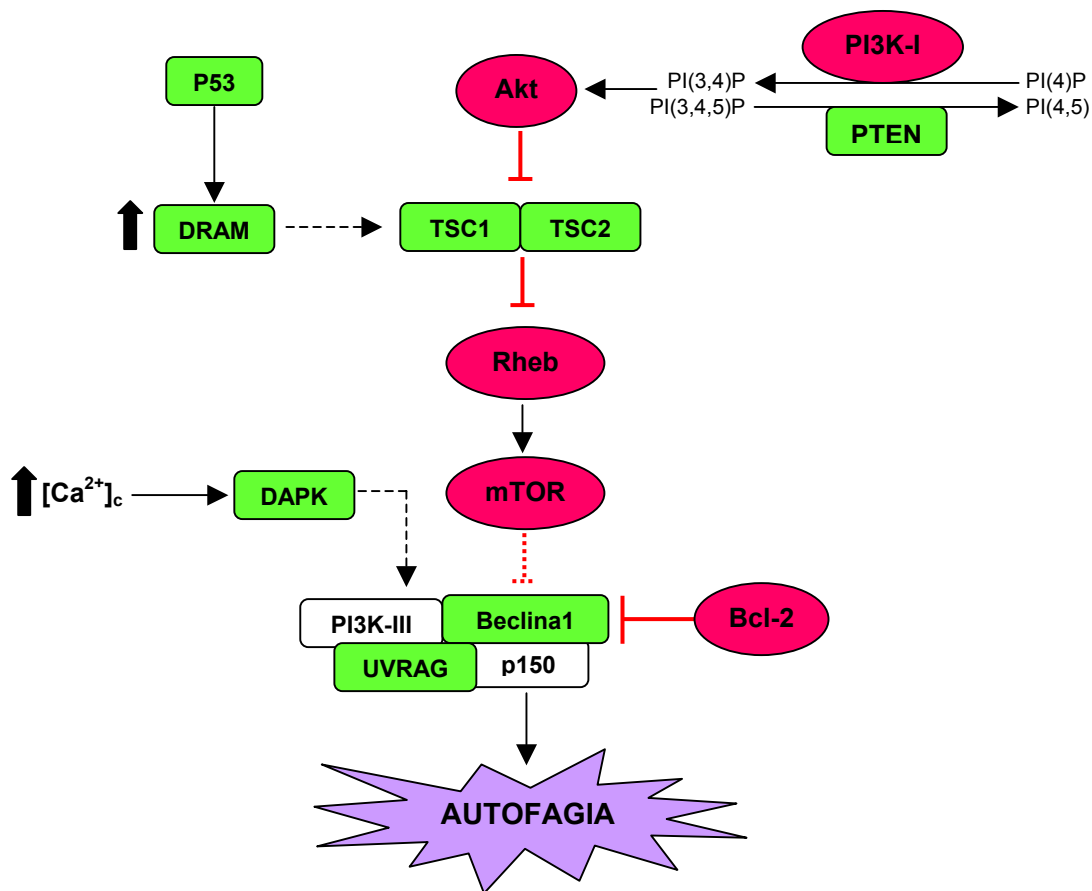 PI3K-I
P53
Akt
PI(3,4)P
PI(4)P
PI(3,4,5)P
PI(4,5)
PTEN
DRAM
TSC1
TSC2
Rheb
[Ca²⁺]c
DAPK
mTOR
PI3K-III
Beclina1
Bcl-2
UVRAG
p150
AUTOFAGIA